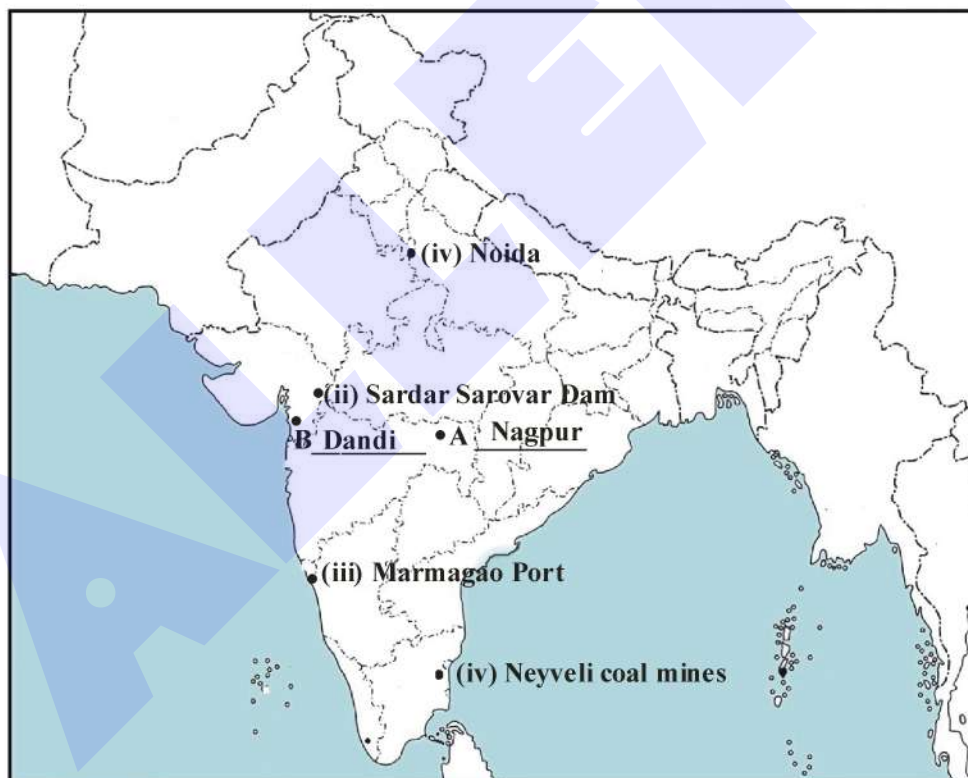 (iv) Noida
(ii) Sardar Sarovar Dam
B Dandi
A Nagpur
(iii) Marmagao Port
(iv) Neyveli coal mines